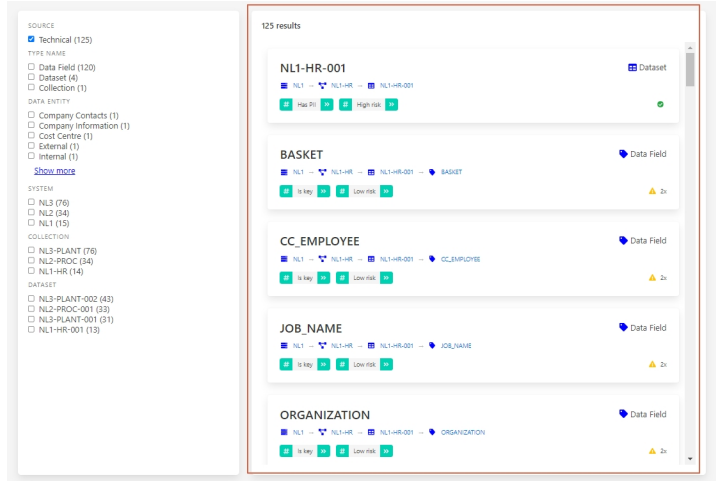 SOURCE
Technical (125)
TYPE NAME
Data Field (120)
Dataset (4)
Collection (1)
DATA ENTITY
Company Contacts (1)
Company Information (1)
Cost Centre (1)
External (1)
Internal (1)
Show more
SYSTEM
NL3 (76)
NL2 (34)
NL1 (15)
COLLECTION
NL3-PLANT (76)
NL2-PROC (34)
NL1-HR (14)
DATASET
NL3-PLANT-002 (43)
NL2-PROC-001 (33)
NL3-PLANT-001 (31)
NL1-HR-001 (13)
125 results
NL1-HR-001 Dataset
NL1 → NL1-HR → NL1-HR-001
# Has PII » # High risk »
BASKET Data Field
NL1 → NL1-HR → NL1-HR-001 → BASKET
# Is key » # Low risk » 2x
CC_EMPLOYEE Data Field
NL1 → NL1-HR → NL1-HR-001 → CC_EMPLOYEE
# Is key » # Low risk » 2x
JOB_NAME Data Field
NL1 → NL1-HR → NL1-HR-001 → JOB_NAME
# Is key » # Low risk » 2x
ORGANIZATION Data Field
NL1 → NL1-HR → NL1-HR-001 → ORGANIZATION
# Is key » # Low risk » 2x